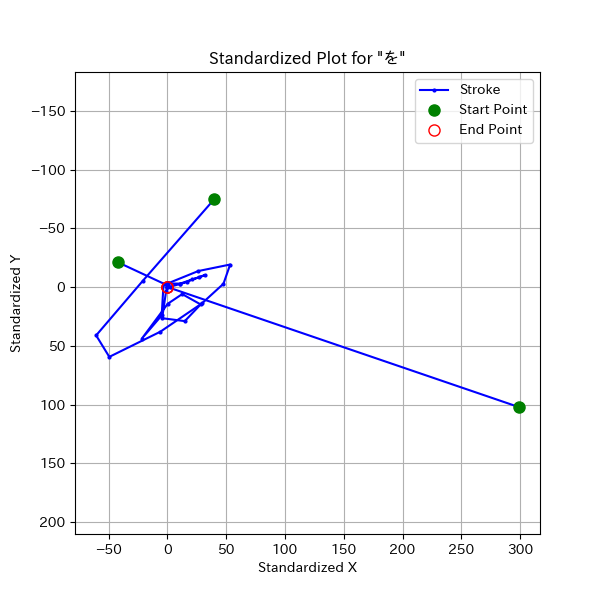 Standardized Plot for "を"
Stroke
Start Point
End Point
−150
−100
−50
0
50
100
150
200
Standardized Y
−50 0 50 100 150 200 250 300
Standardized X